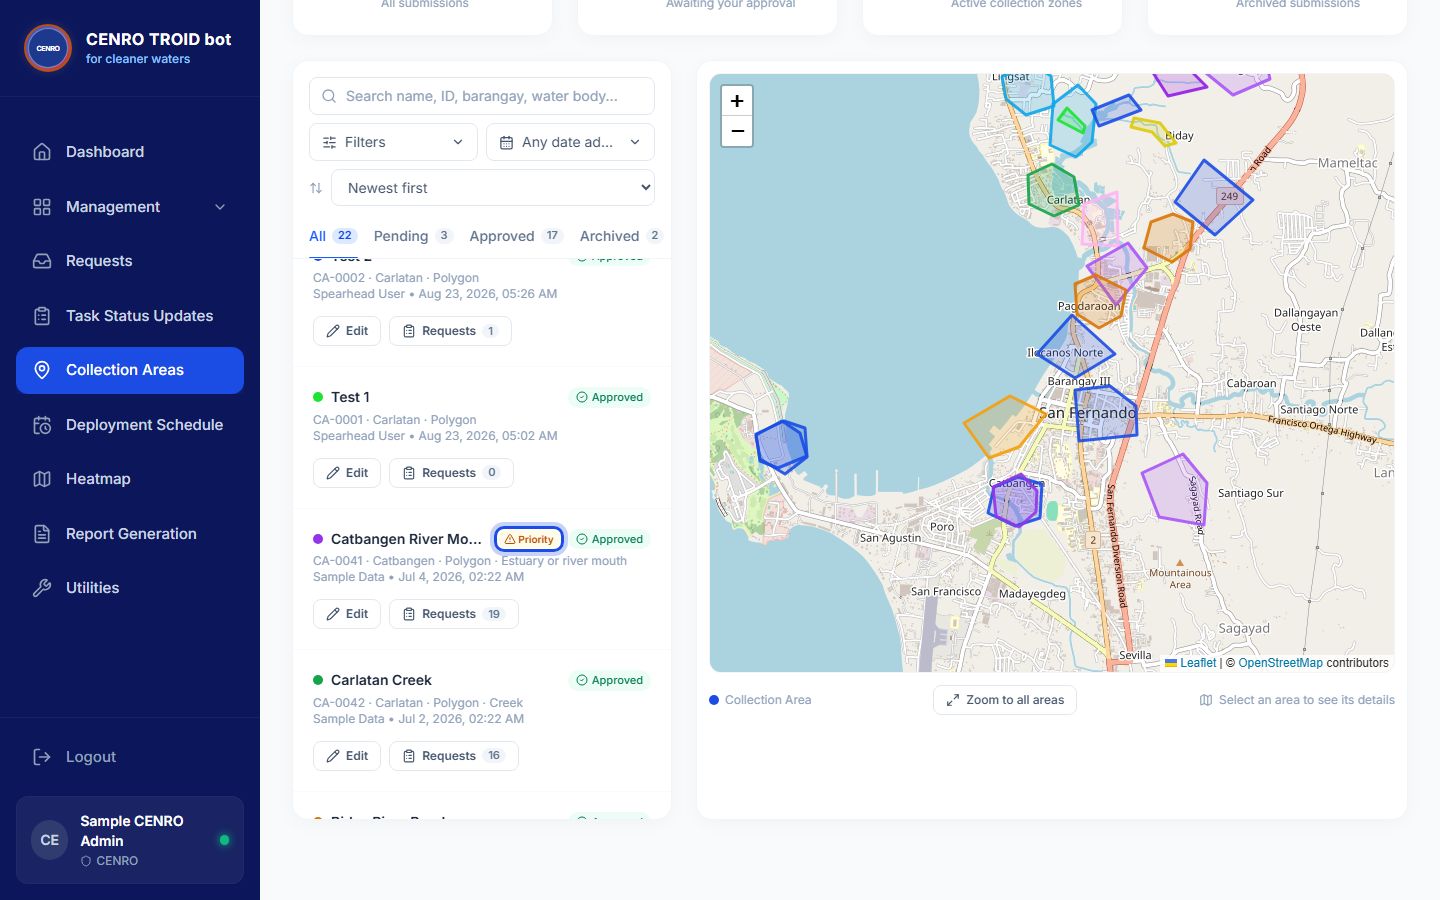 CENRO
CENRO TROID bot
for cleaner waters
Dashboard
Management
Requests
Task Status Updates
Collection Areas
Deployment Schedule
Heatmap
Report Generation
Utilities
Logout
CE
Sample CENRO Admin
CENRO
All submissions
Awaiting your approval
Active collection zones
Archived submissions
Search name, ID, barangay, water body...
Filters
Any date ad...
Newest first
All 22
Pending 3
Approved 17
Archived 2
CA-0002 · Carlatan · Polygon
Spearhead User • Aug 23, 2026, 05:26 AM
Edit
Requests 1
Test 1
Approved
CA-0001 · Carlatan · Polygon
Spearhead User • Aug 23, 2026, 05:02 AM
Edit
Requests 0
Catbangen River Mo...
Priority
Approved
CA-0041 · Catbangen · Polygon · Estuary or river mouth
Sample Data • Jul 4, 2026, 02:22 AM
Edit
Requests 19
Carlatan Creek
Approved
CA-0042 · Carlatan · Polygon · Creek
Sample Data • Jul 2, 2026, 02:22 AM
Edit
Requests 16
+
−
Lingsat
Biday
Mameltac
n Road
249
Carlatan
Pagdaraoan
Dallangayan Oeste
Ilocanos Norte
Barangay III
Cabaroan
San Fernando
Santiago Norte
Francisco Ortega Highway
Catbangen
Sagayad Road
Santiago Sur
Poro
San Agustin
2
San Fernando Diversion Road
Mountainous Area
San Francisco
Madayegdeg
Sagayad
Sevilla
Leaflet | © OpenStreetMap contributors
Collection Area
Zoom to all areas
Select an area to see its details